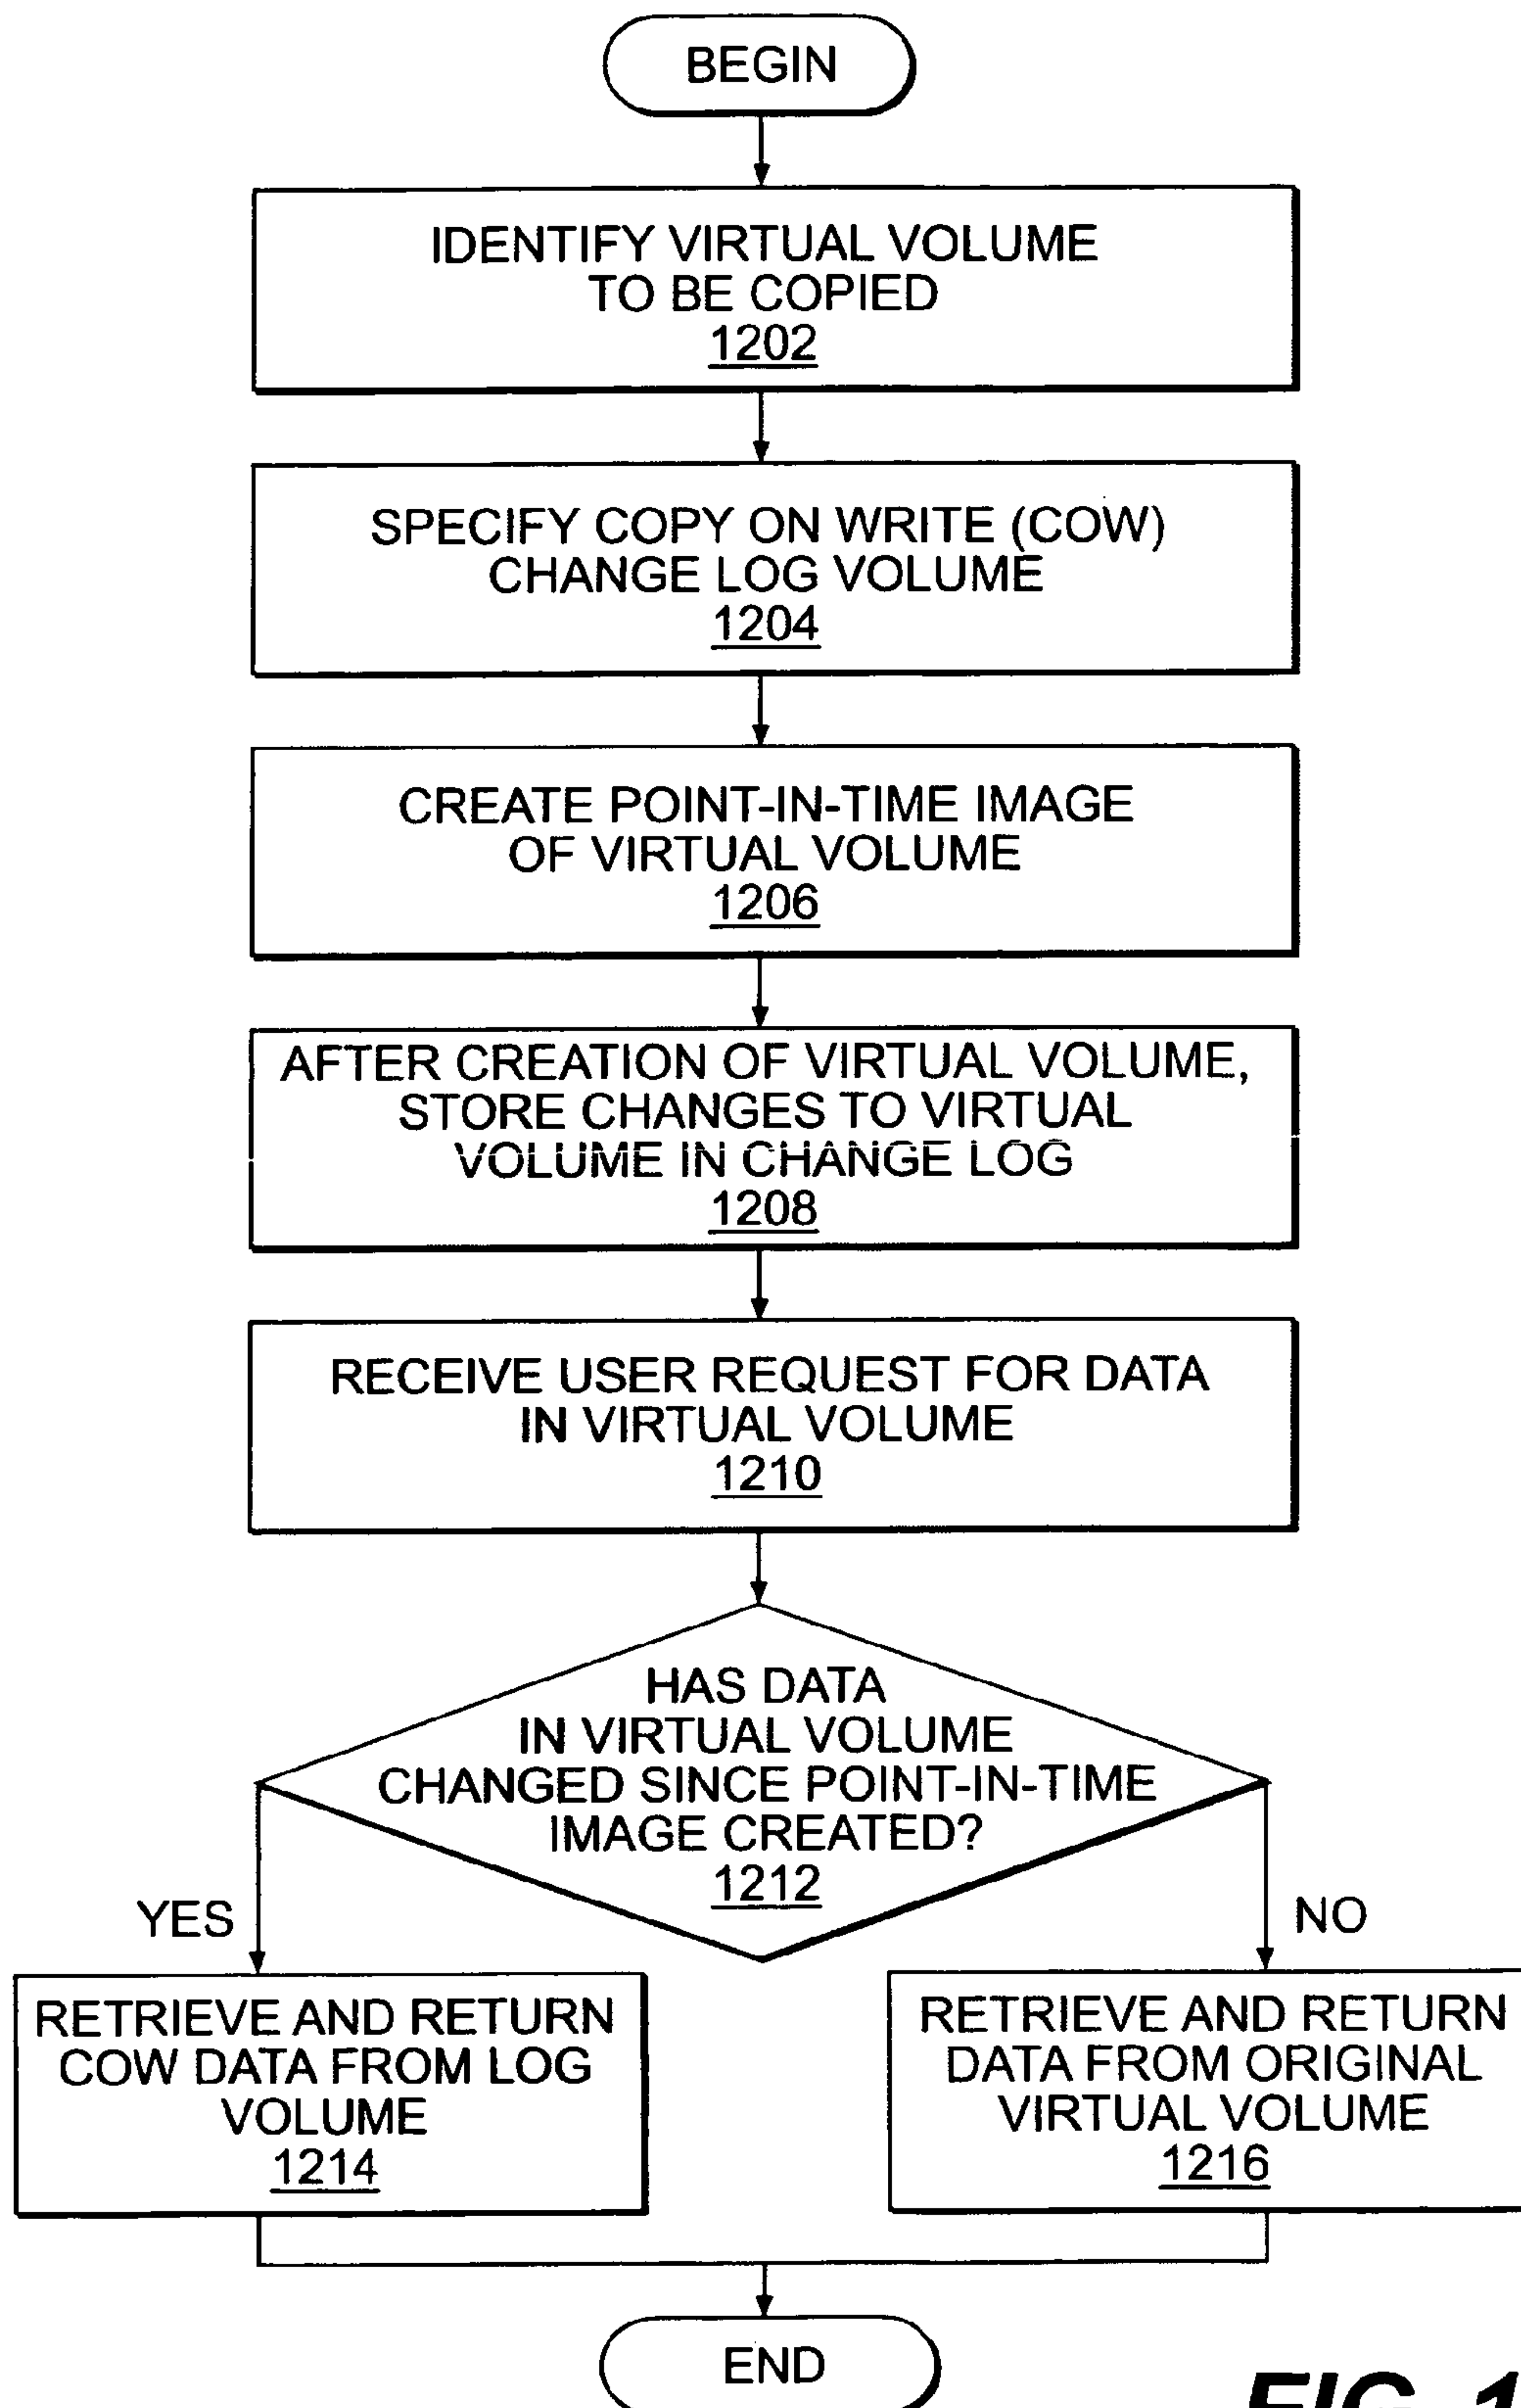 BEGIN
IDENTIFY VIRTUAL VOLUME
TO BE COPIED
1202
SPECIFY COPY ON WRITE (COW)
CHANGE LOG VOLUME
1204
CREATE POINT-IN-TIME IMAGE
OF VIRTUAL VOLUME
1206
AFTER CREATION OF VIRTUAL VOLUME,
STORE CHANGES TO VIRTUAL
VOLUME IN CHANGE LOG
1208
RECEIVE USER REQUEST FOR DATA
IN VIRTUAL VOLUME
1210
HAS DATA
IN VIRTUAL VOLUME
CHANGED SINCE POINT-IN-TIME
IMAGE CREATED?
1212
YES
NO
RETRIEVE AND RETURN
COW DATA FROM LOG
VOLUME
1214
RETRIEVE AND RETURN
DATA FROM ORIGINAL
VIRTUAL VOLUME
1216
END
FIG. 1